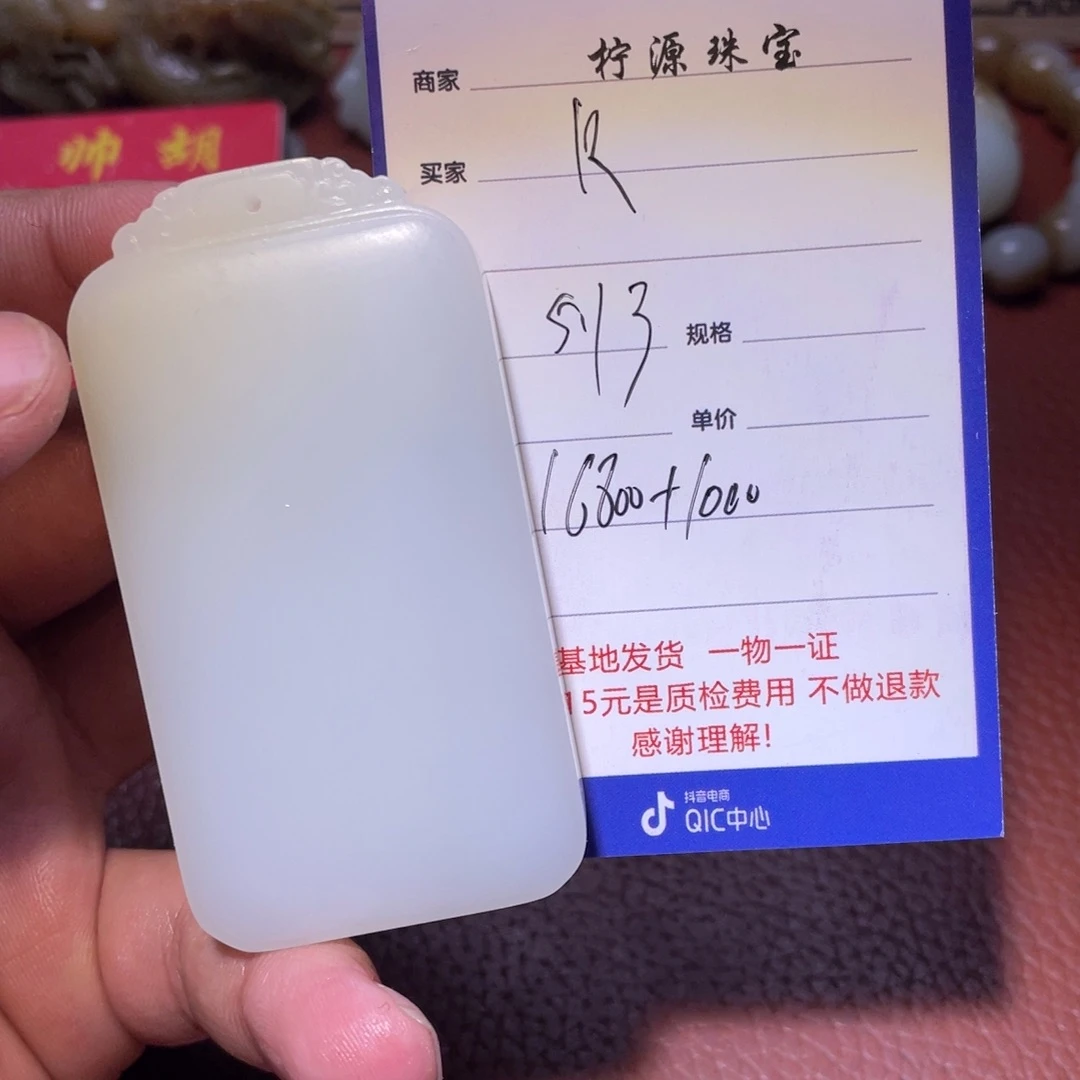 帅 胡
商家 柠源珠宝
买家 R
5/3
规格
单价
16800+1000
基地发货 一物一证
15元是质检费用 不做退款
感谢理解!
抖音电商
QIC中心